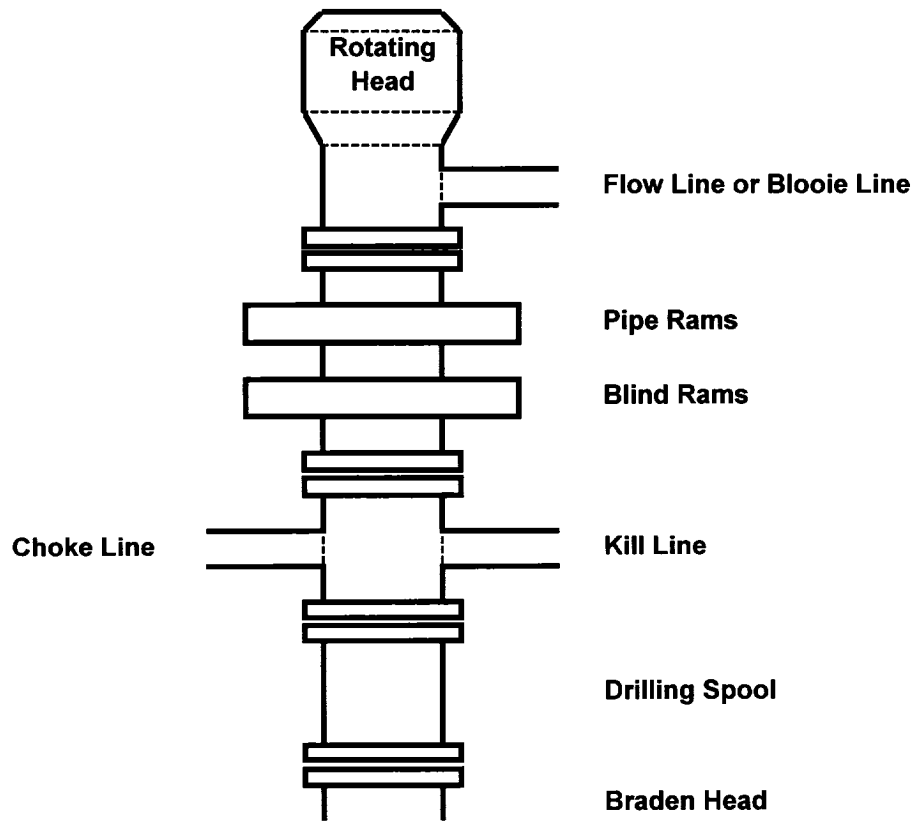 Rotating
Head
Flow Line or Blooie Line
Pipe Rams
Blind Rams
Choke Line
Kill Line
Drilling Spool
Braden Head